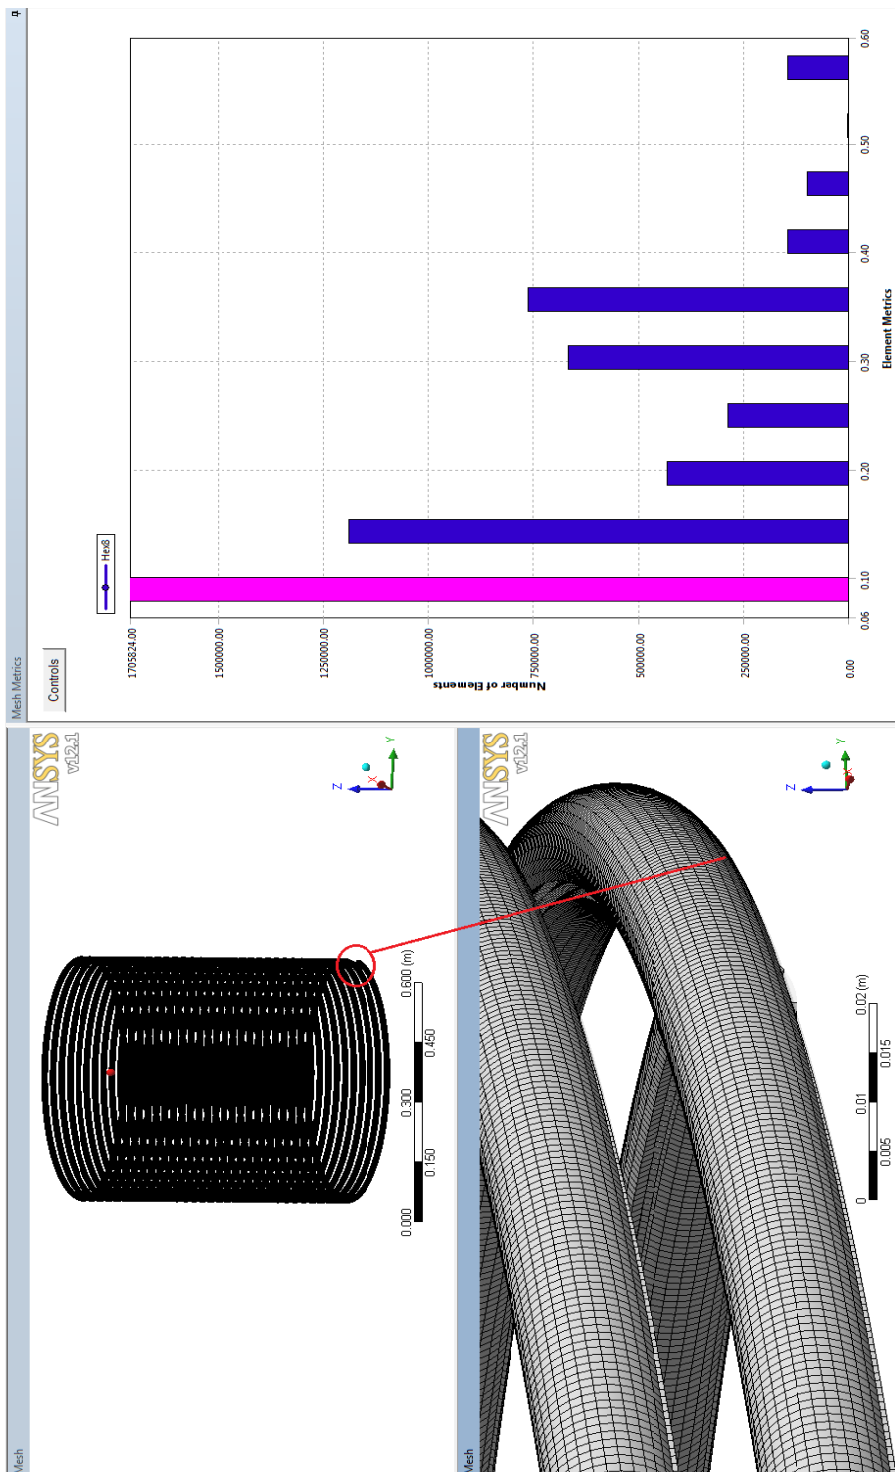 Mesh
ANSYS
v12.1
Z
X
Y
0.000
0.150
0.300
0.450
0.600 (m)
Mesh
ANSYS
v12.1
Z
X
Y
0
0.005
0.01
0.015
0.02 (m)
Mesh Metrics
Controls
Hex8
1705824.00
1500000.00
1250000.00
1000000.00
750000.00
500000.00
250000.00
0.00
Number of Elements
0.06
0.10
0.20
0.30
0.40
0.50
0.60
Element Metrics